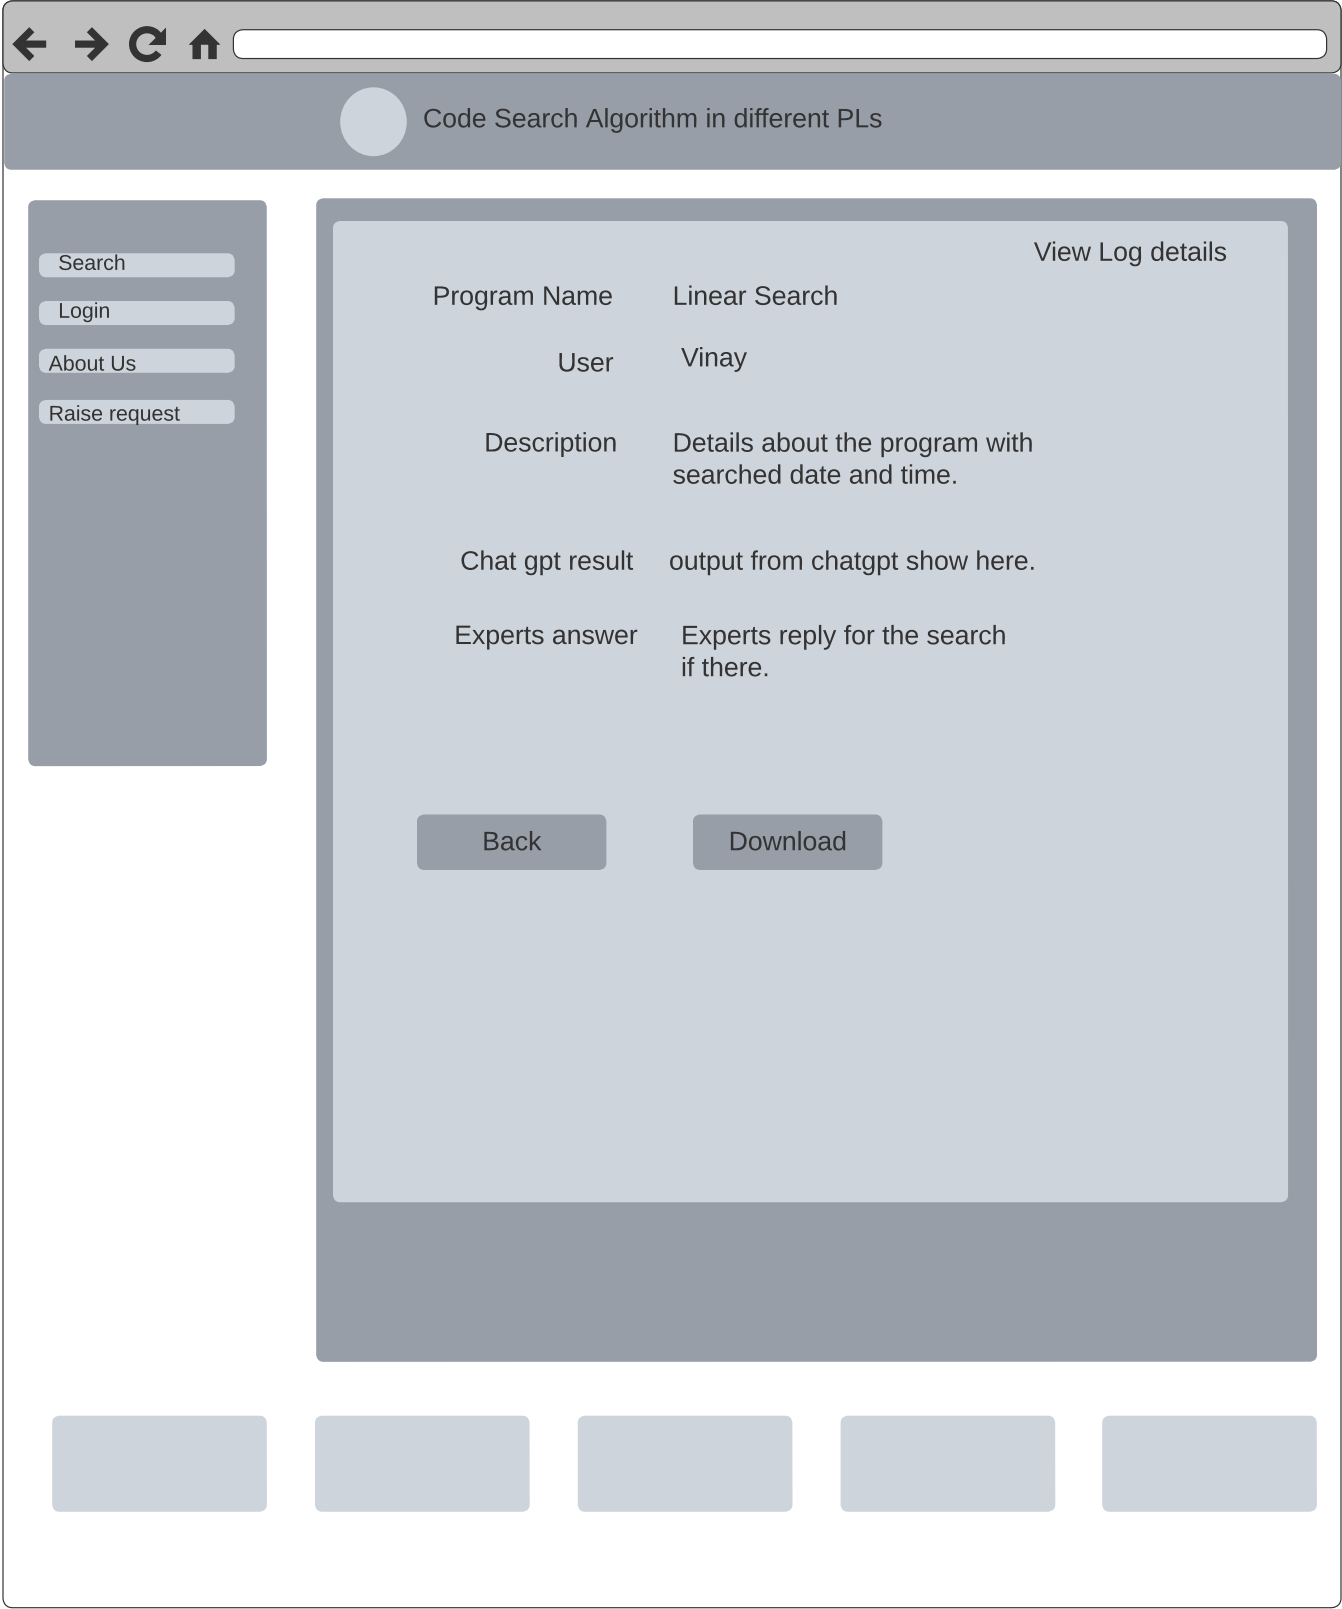 Code Search Algorithm in different PLs
Search
Login
About Us
Raise request
View Log details
Program Name
Linear Search
User
Vinay
Description
Details about the program with
searched date and time.
Chat gpt result
output from chatgpt show here.
Experts answer
Experts reply for the search
if there.
Back
Download